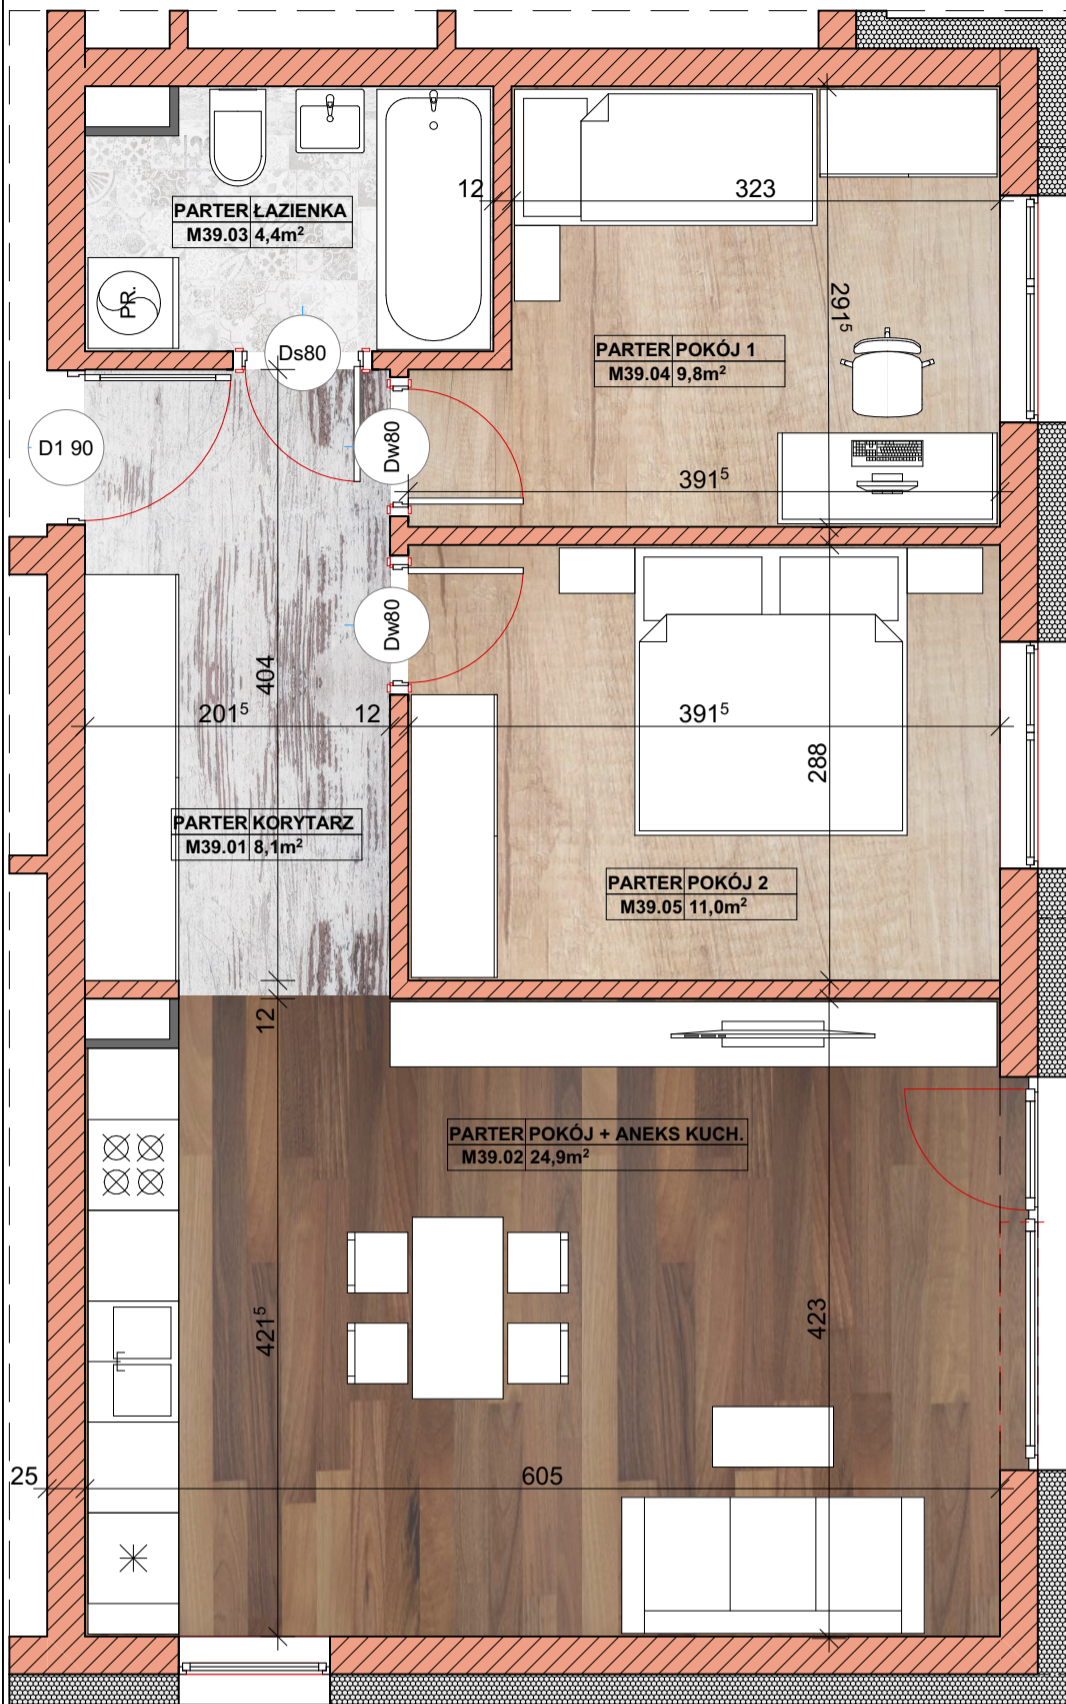 PARTER ŁAZIENKA
M39.03 4,4m²
12
323
PR.
291⁵
PARTER POKÓJ 1
M39.04 9,8m²
Ds80
D1 90
Dw80
391⁵
Dw80
404
201⁵
12
391⁵
288
PARTER KORYTARZ
M39.01 8,1m²
PARTER POKÓJ 2
M39.05 11,0m²
12
PARTER POKÓJ + ANEKS KUCH.
M39.02 24,9m²
421⁵
423
25
605